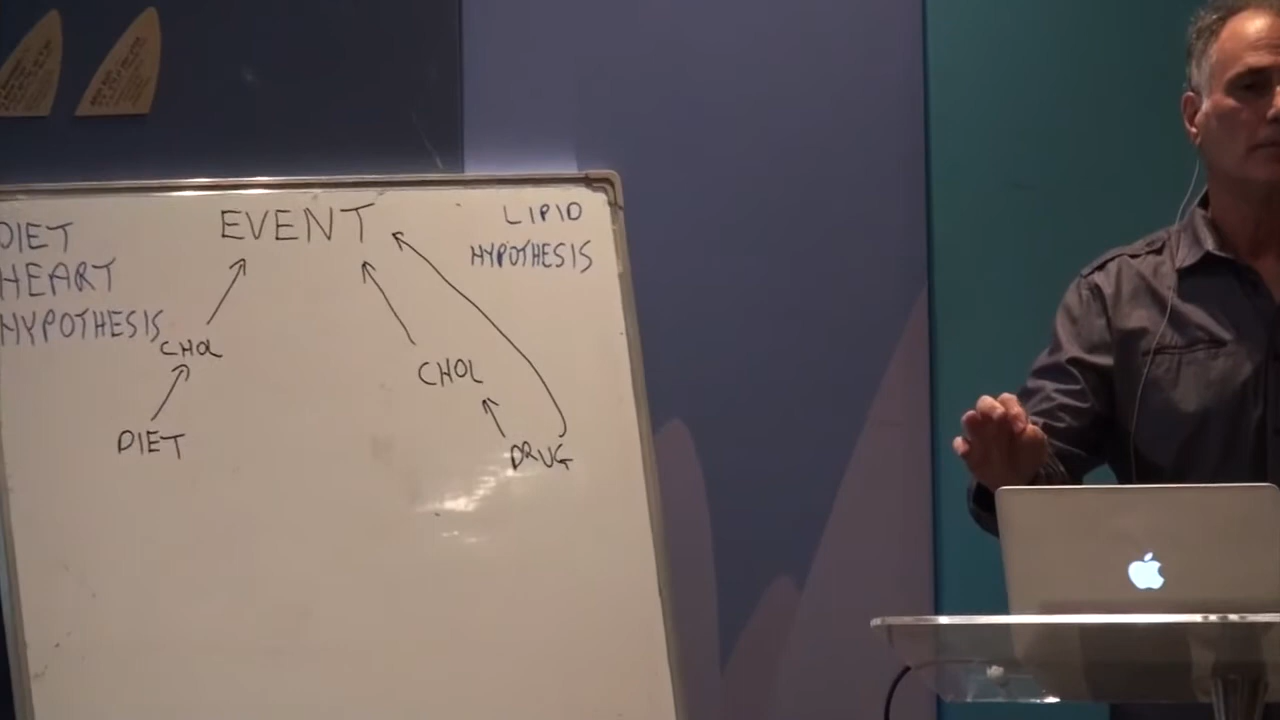 DIET
HEART
HYPOTHESIS
EVENT
LIPID
HYPOTHESIS
CHOL
DIET
CHOL
DRUG